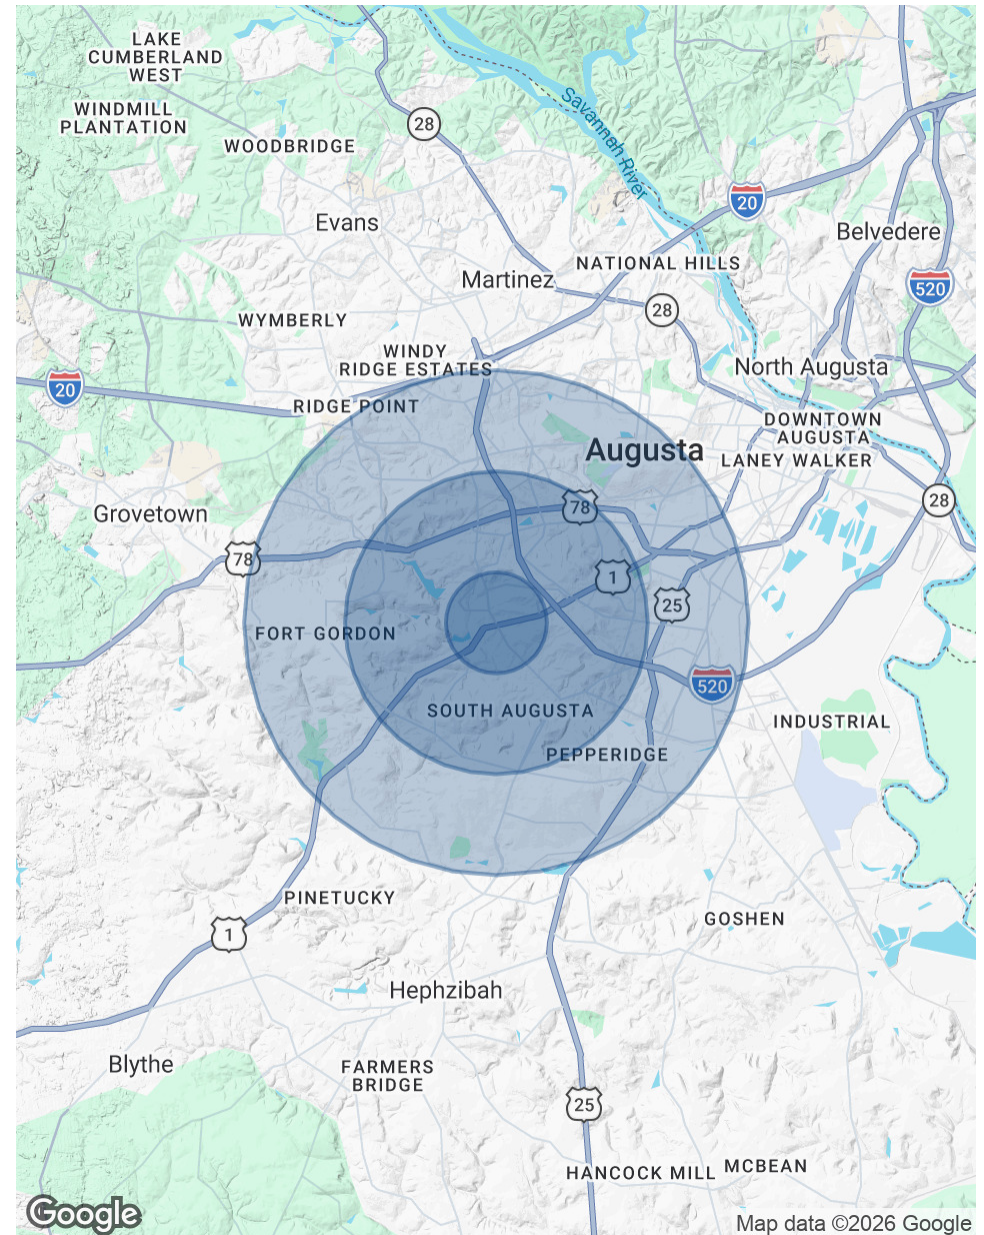 LAKE
CUMBERLAND
WEST
WINDMILL
PLANTATION
WOODBRIDGE
28
Savannah River
20
Evans
Belvedere
NATIONAL HILLS
Martinez
520
28
WYMBERLY
WINDY
RIDGE ESTATES
North Augusta
20
RIDGE POINT
DOWNTOWN
AUGUSTA
Augusta
LANEY WALKER
28
Grovetown
78
78
1
25
FORT GORDON
520
SOUTH AUGUSTA
INDUSTRIAL
PEPPERIDGE
PINETUCKY
GOSHEN
1
Hephzibah
Blythe
FARMERS
BRIDGE
25
HANCOCK MILL
MCBEAN
Google
Map data ©2026 Google